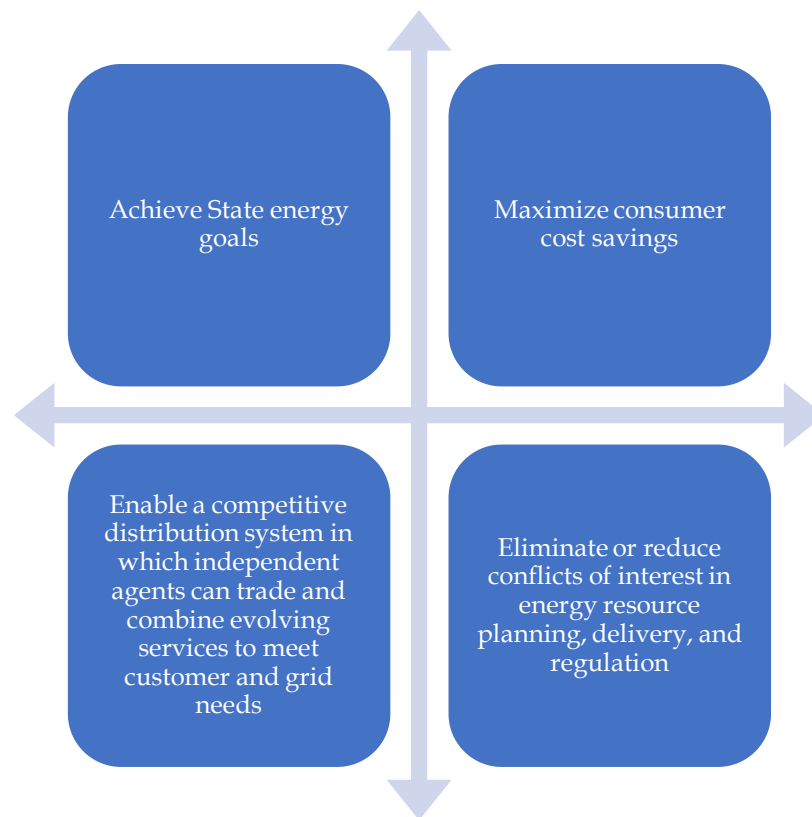 Achieve State energy
goals
Maximize consumer
cost savings
Enable a competitive
distribution system in
which independent
agents can trade and
combine evolving
services to meet
customer and grid
needs
Eliminate or reduce
conflicts of interest in
energy resource
planning, delivery, and
regulation